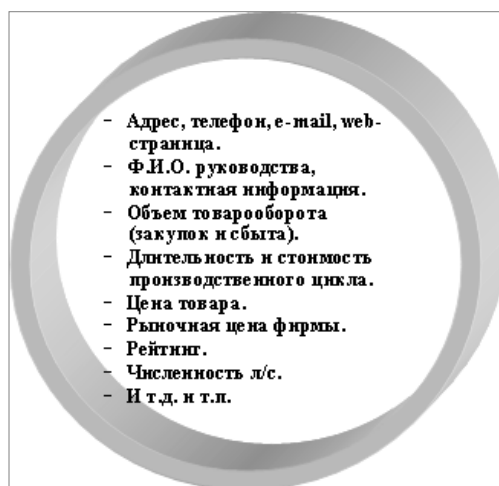 - Адрес, телефон, e-mail, web-
страница.
- Ф.И.О. руководства,
контактная информация.
- Объем товарооборота
(закупок и сбыта).
- Длительность и стоимость
производственного цикла.
- Цена товара.
- Рыночная цена фирмы.
- Рейтинг.
- Численность л/с.
- И т.д. и т.п.